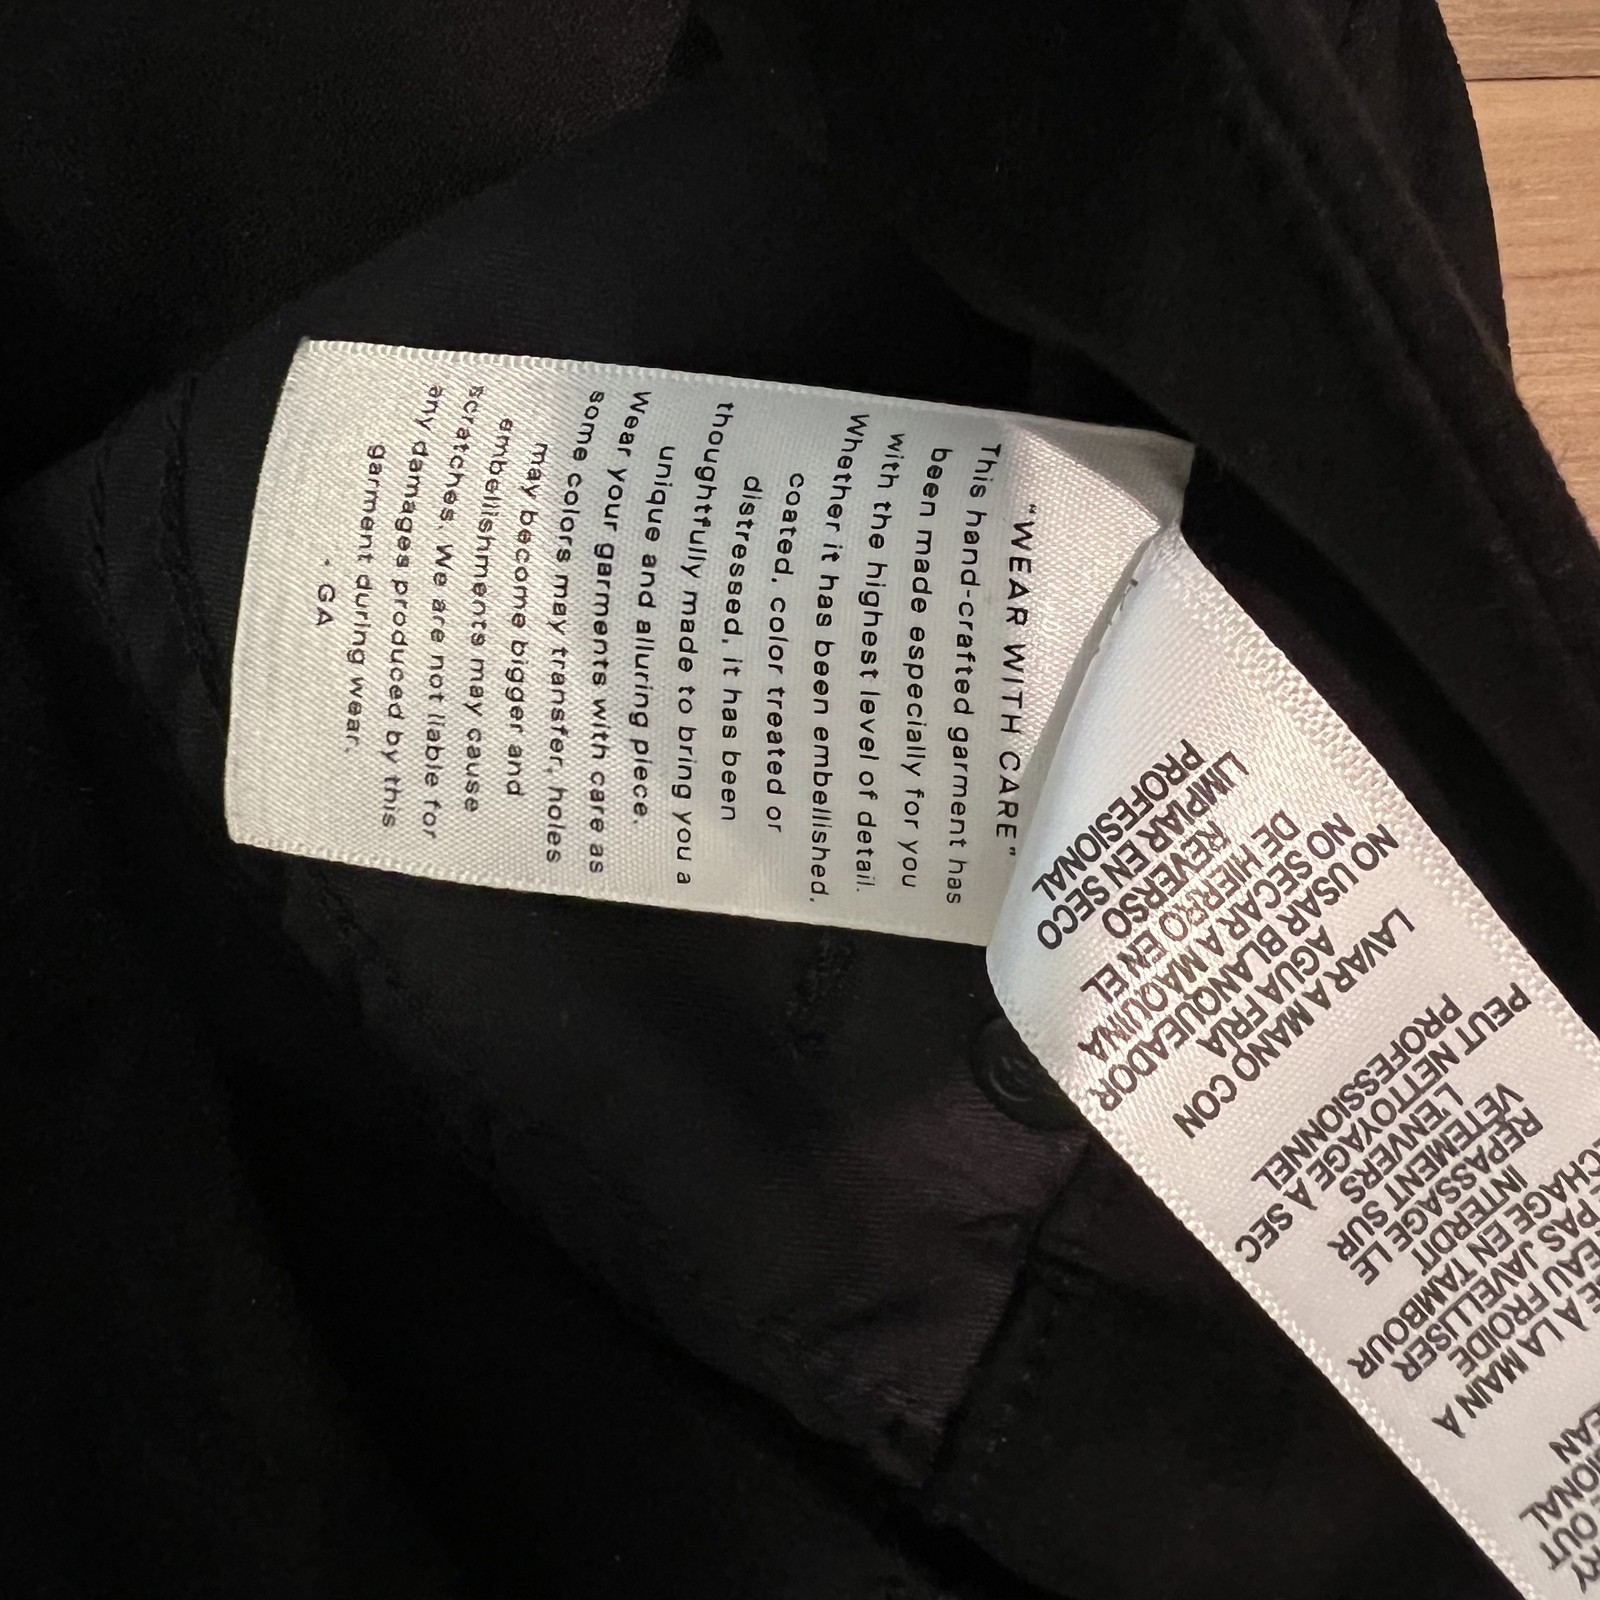 “WEAR WITH CARE”
This hand-crafted garment has
been made especially for you
with the highest level of detail.
Whether it has been embellished,
coated, color treated or
distressed, it has been
thoughtfully made to bring you a
unique and alluring piece.
Wear your garments with care as
some colors may transfer, holes
may become bigger and
embellishments may cause
scratches. We are not liable for
any damages produced by this
garment during wear.
· GA
PEUT NETTOYAGE A SEC
PROFESSIONNEL
LAVAR A MANO CON
AGUA FRÍA
NO USAR BLANQUEADOR
NO SECAR A MAQUINA
DE HIERRO EN EL
REVERSO
LIMPIAR EN SECO
PROFESIONAL
A LA MAIN A
EAU FROIDE
PAS JAVELLISER
EN TAMBOUR
INTERDIT
REPASSAGE LE
VÊTEMENT SUR
L'ENVERS
OUT